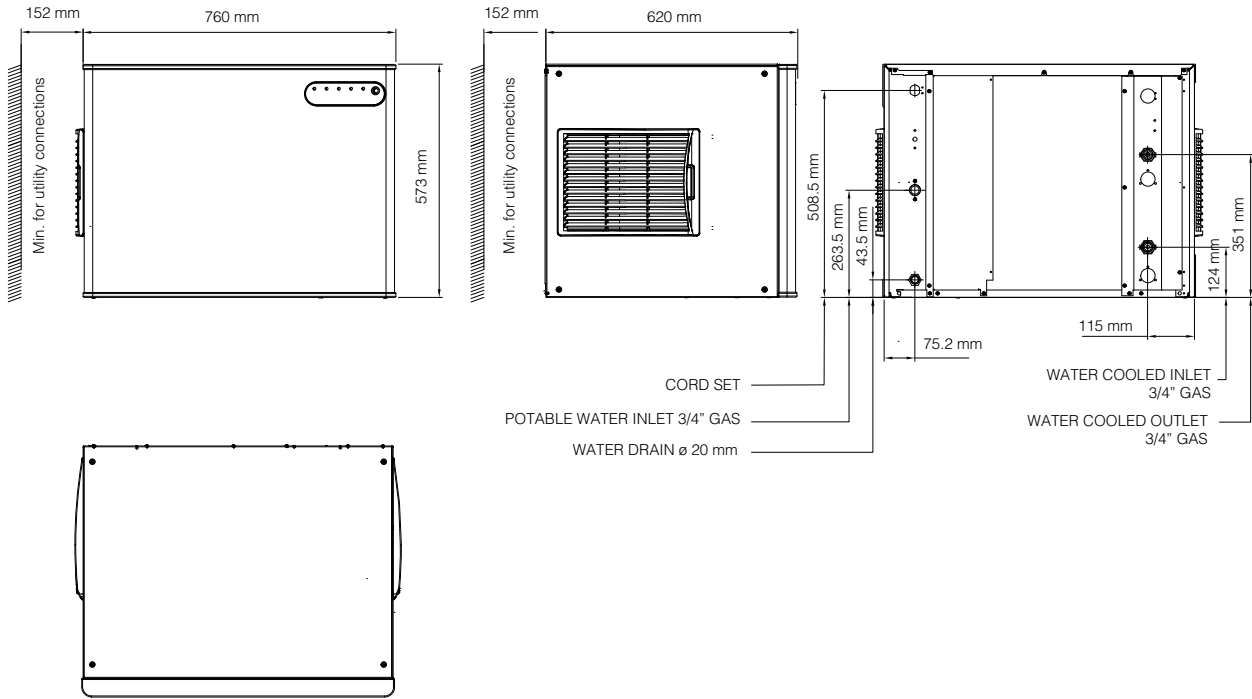 152 mm
760 mm
Min. for utility connections
573 mm
152 mm
620 mm
Min. for utility connections
508.5 mm
263.5 mm
43.5 mm
351 mm
124 mm
75.2 mm
115 mm
CORD SET
POTABLE WATER INLET 3/4" GAS
WATER DRAIN ø 20 mm
WATER COOLED INLET
3/4" GAS
WATER COOLED OUTLET
3/4" GAS